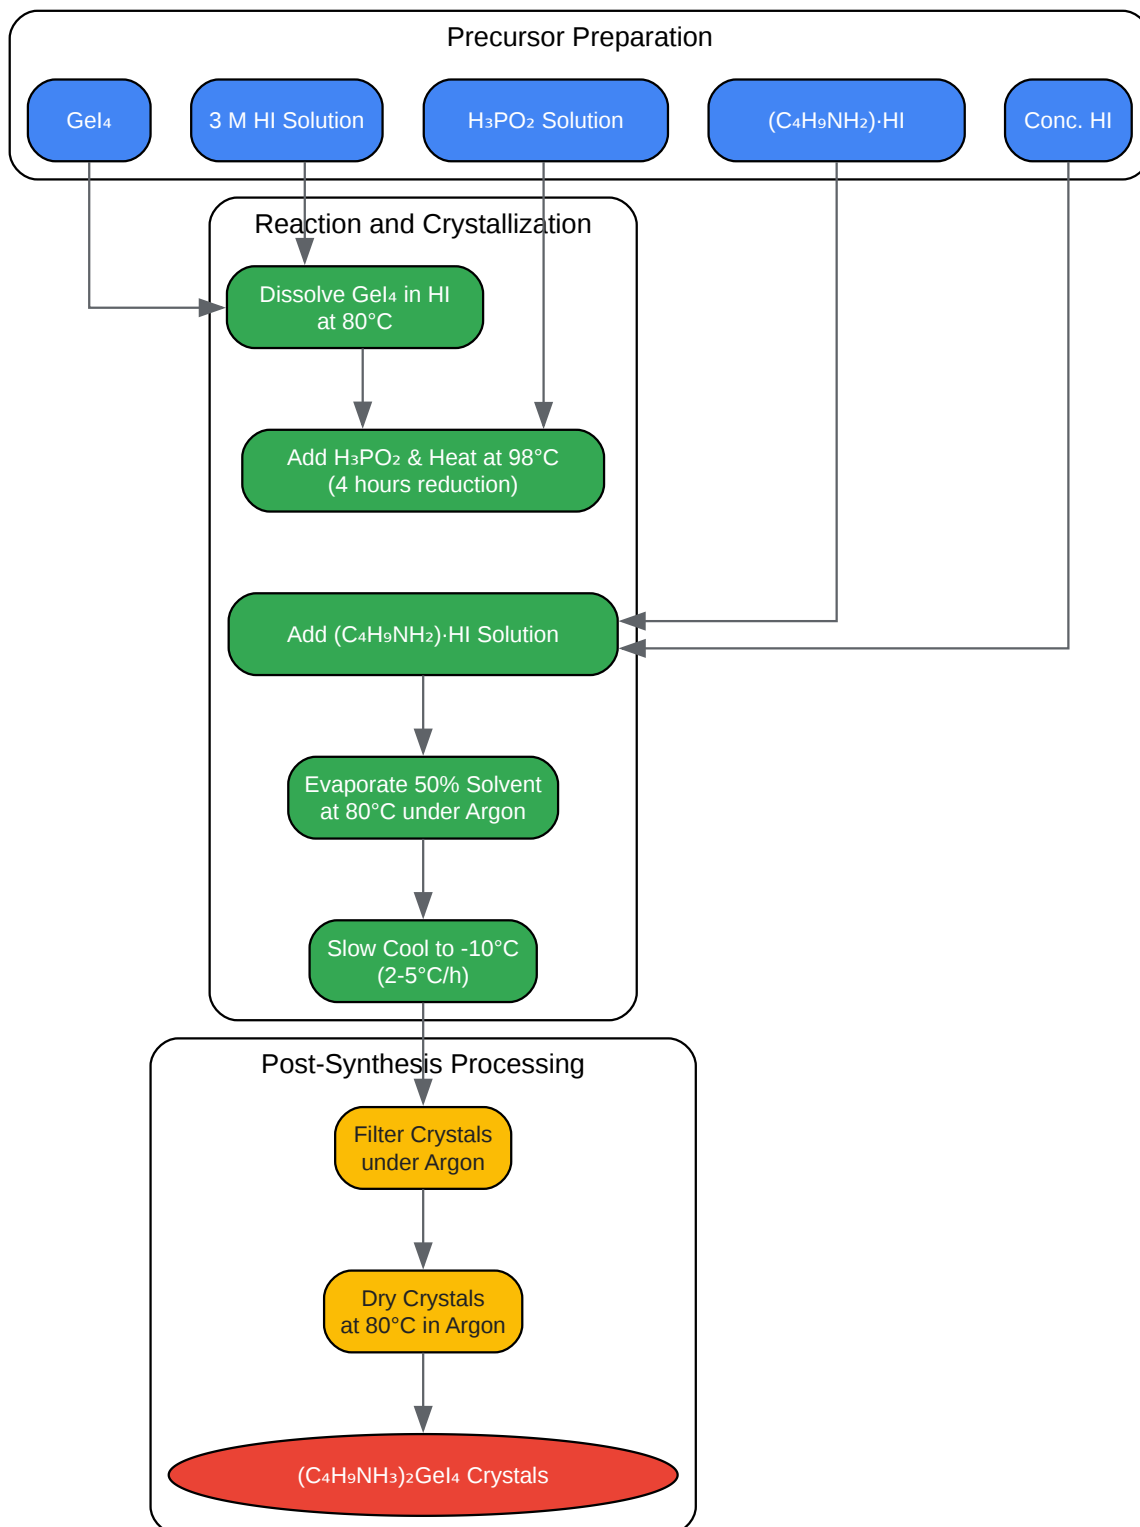 Precursor Preparation
GeI₄
3 M HI Solution
H₃PO₂ Solution
(C₄H₉NH₂)·HI
Conc. HI
Reaction and Crystallization
Dissolve GeI₄ in HI
at 80°C
Add H₃PO₂ & Heat at 98°C
(4 hours reduction)
Add (C₄H₉NH₂)·HI Solution
Evaporate 50% Solvent
at 80°C under Argon
Slow Cool to -10°C
(2-5°C/h)
Post-Synthesis Processing
Filter Crystals
under Argon
Dry Crystals
at 80°C in Argon
(C₄H₉NH₃)₂GeI₄ Crystals